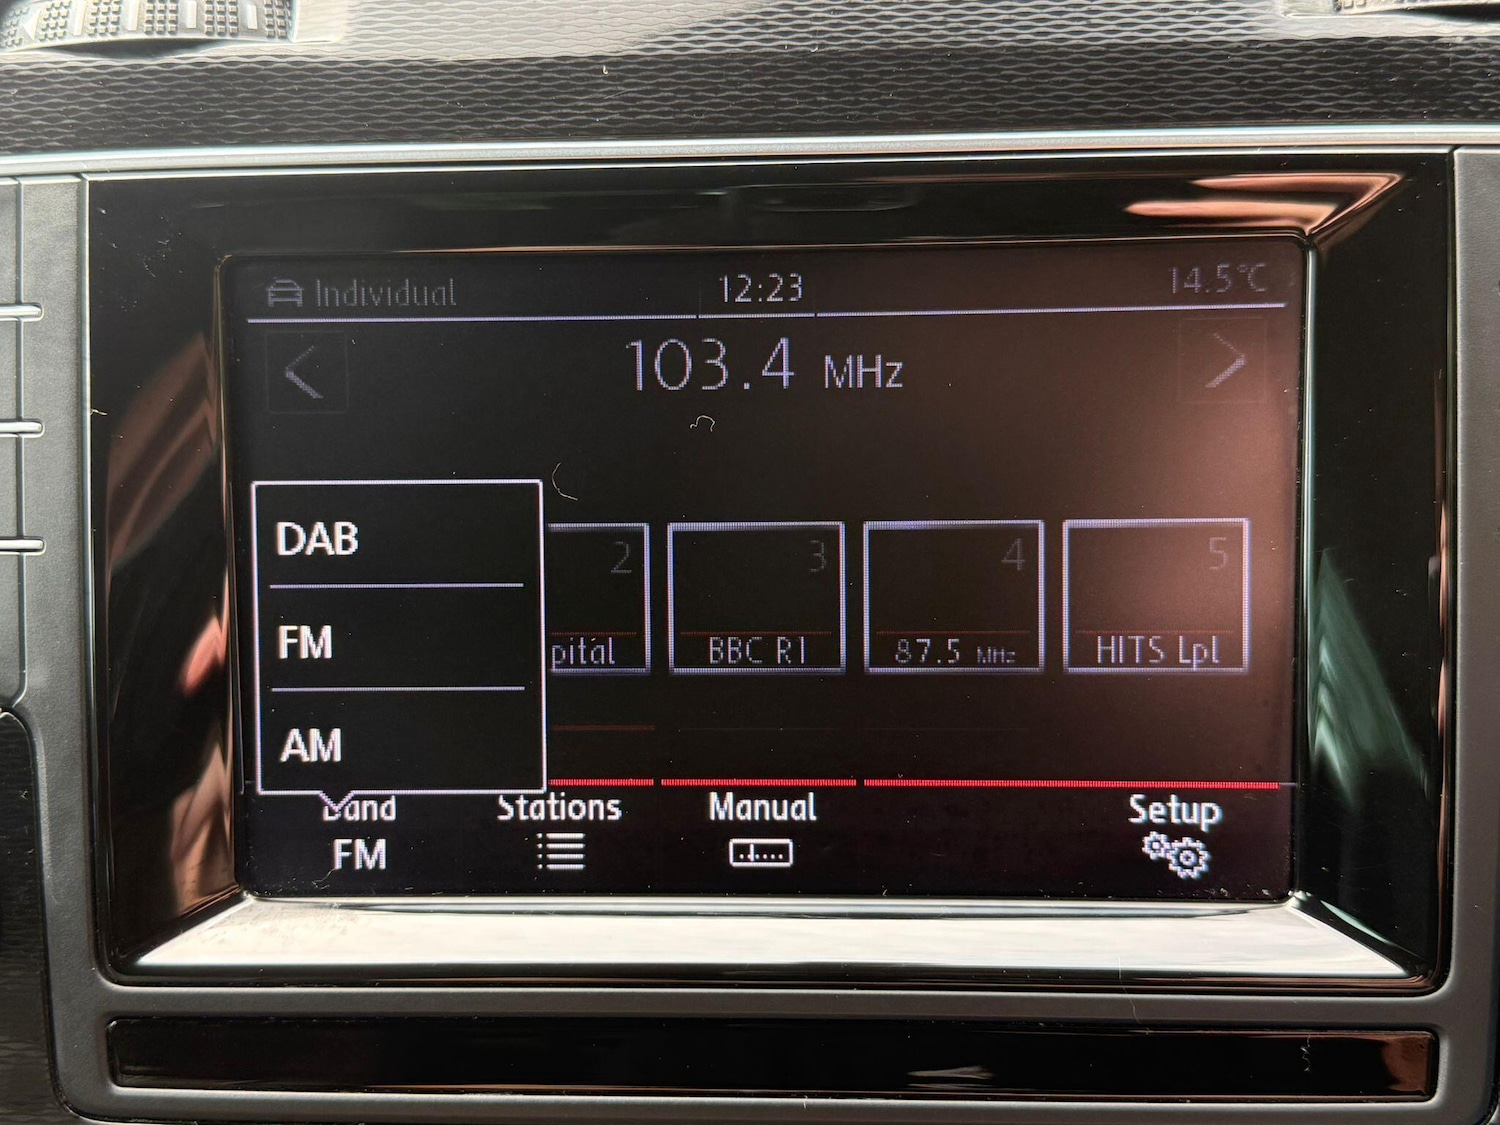 Individual 12:23 14.5°C
103.4 MHz
DAB
FM
AM
2 3 4 5
pital BBC R1 87.5 MHz HITS Lpl
Band Stations Manual Setup
FM